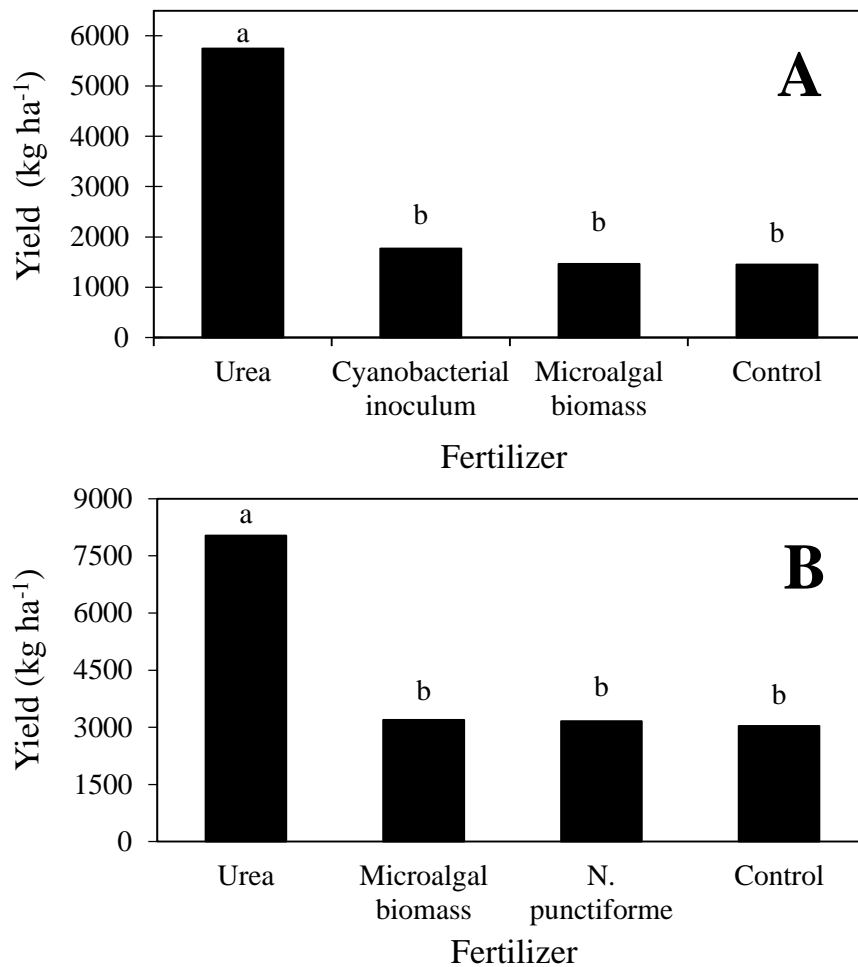 6000
5000
4000
3000
2000
1000
0
Yield (kg ha-1)
a
b
b
b
A
Urea
Cyanobacterial
inoculum
Microalgal
biomass
Control
Fertilizer
9000
7500
6000
4500
3000
1500
0
Yield (kg ha-1)
a
b
b
b
B
Urea
Microalgal
biomass
N.
punctiforme
Control
Fertilizer